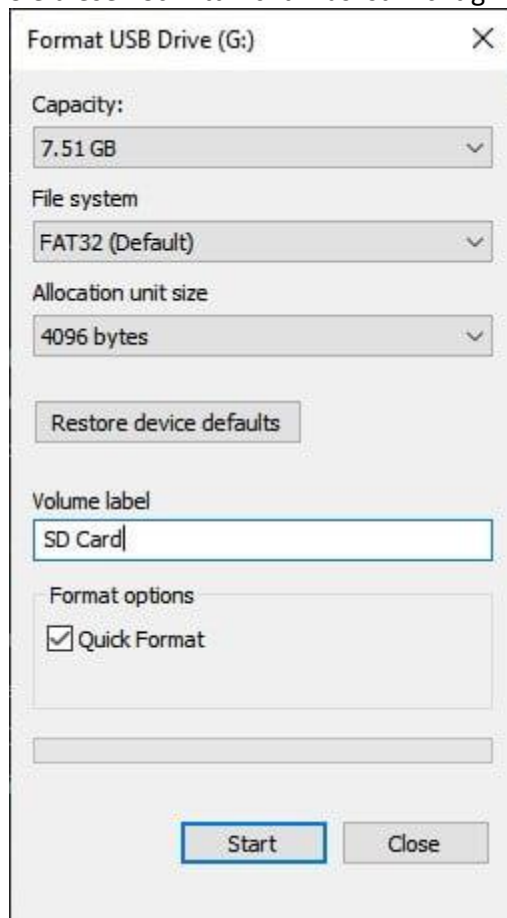 Format USB Drive (G:)
Capacity:
7.51 GB
File system
FAT32 (Default)
Allocation unit size
4096 bytes
Restore device defaults
Volume label
SD Card
Format options
Quick Format
Start
Close